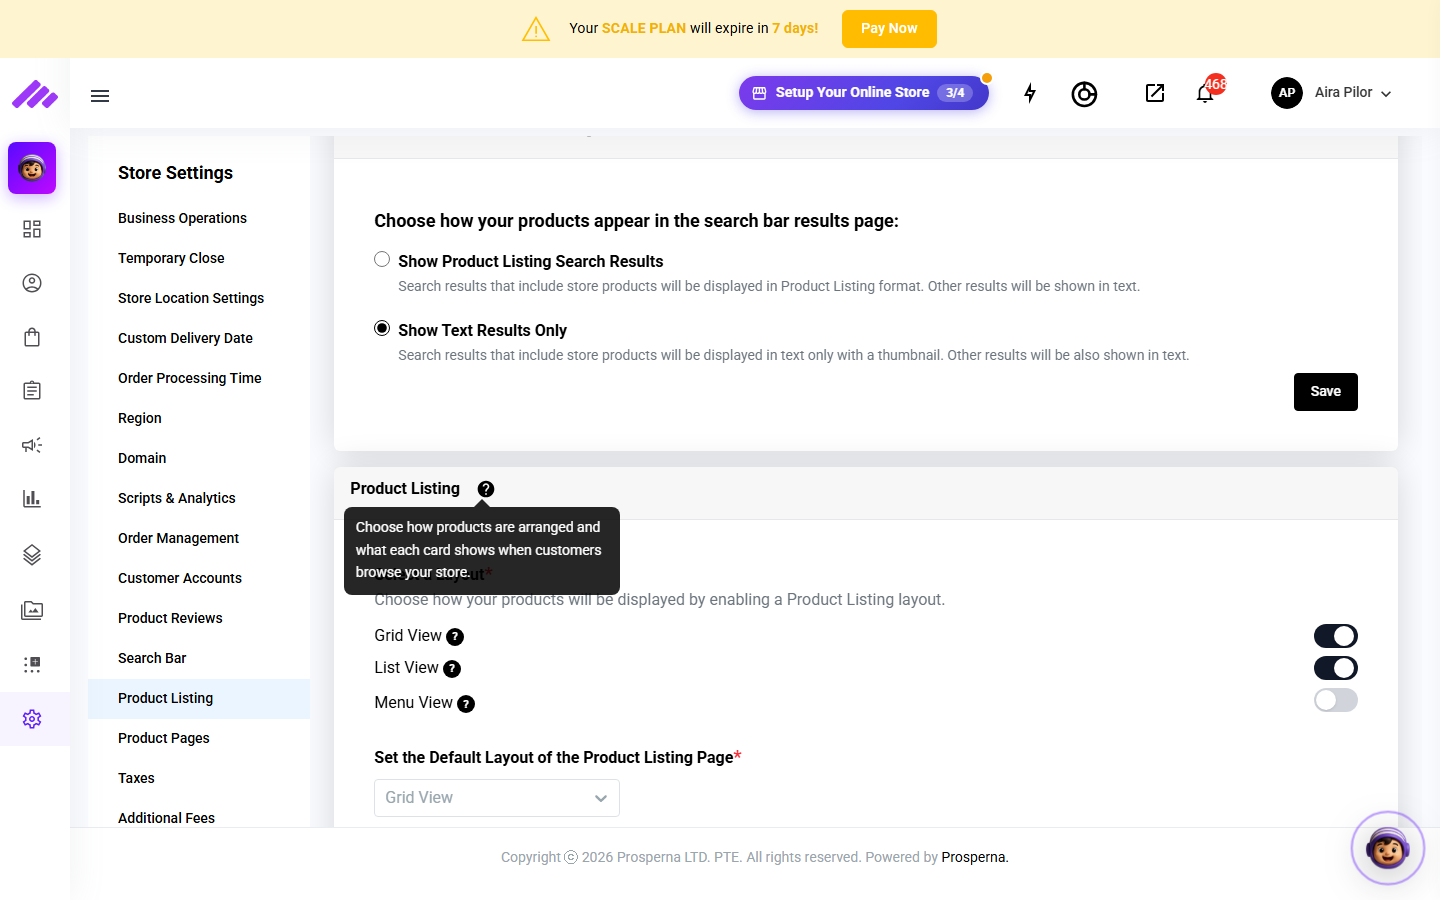 Your SCALE PLAN will expire in 7 days!
Pay Now
Setup Your Online Store 3/4
468
AP
Aira Pilor
Store Settings
Business Operations
Temporary Close
Store Location Settings
Custom Delivery Date
Order Processing Time
Region
Domain
Scripts & Analytics
Order Management
Customer Accounts
Product Reviews
Search Bar
Product Listing
Product Pages
Taxes
Additional Fees
Choose how your products appear in the search bar results page:
Show Product Listing Search Results
Search results that include store products will be displayed in Product Listing format. Other results will be shown in text.
Show Text Results Only
Search results that include store products will be displayed in text only with a thumbnail. Other results will be also shown in text.
Save
Product Listing ?
Choose how products are arranged and
what each card shows when customers
browse your store.
Choose how your products will be displayed by enabling a Product Listing layout.
Grid View ?
List View ?
Menu View ?
Set the Default Layout of the Product Listing Page*
Grid View
Copyright © 2026 Prosperna LTD. PTE. All rights reserved. Powered by Prosperna.